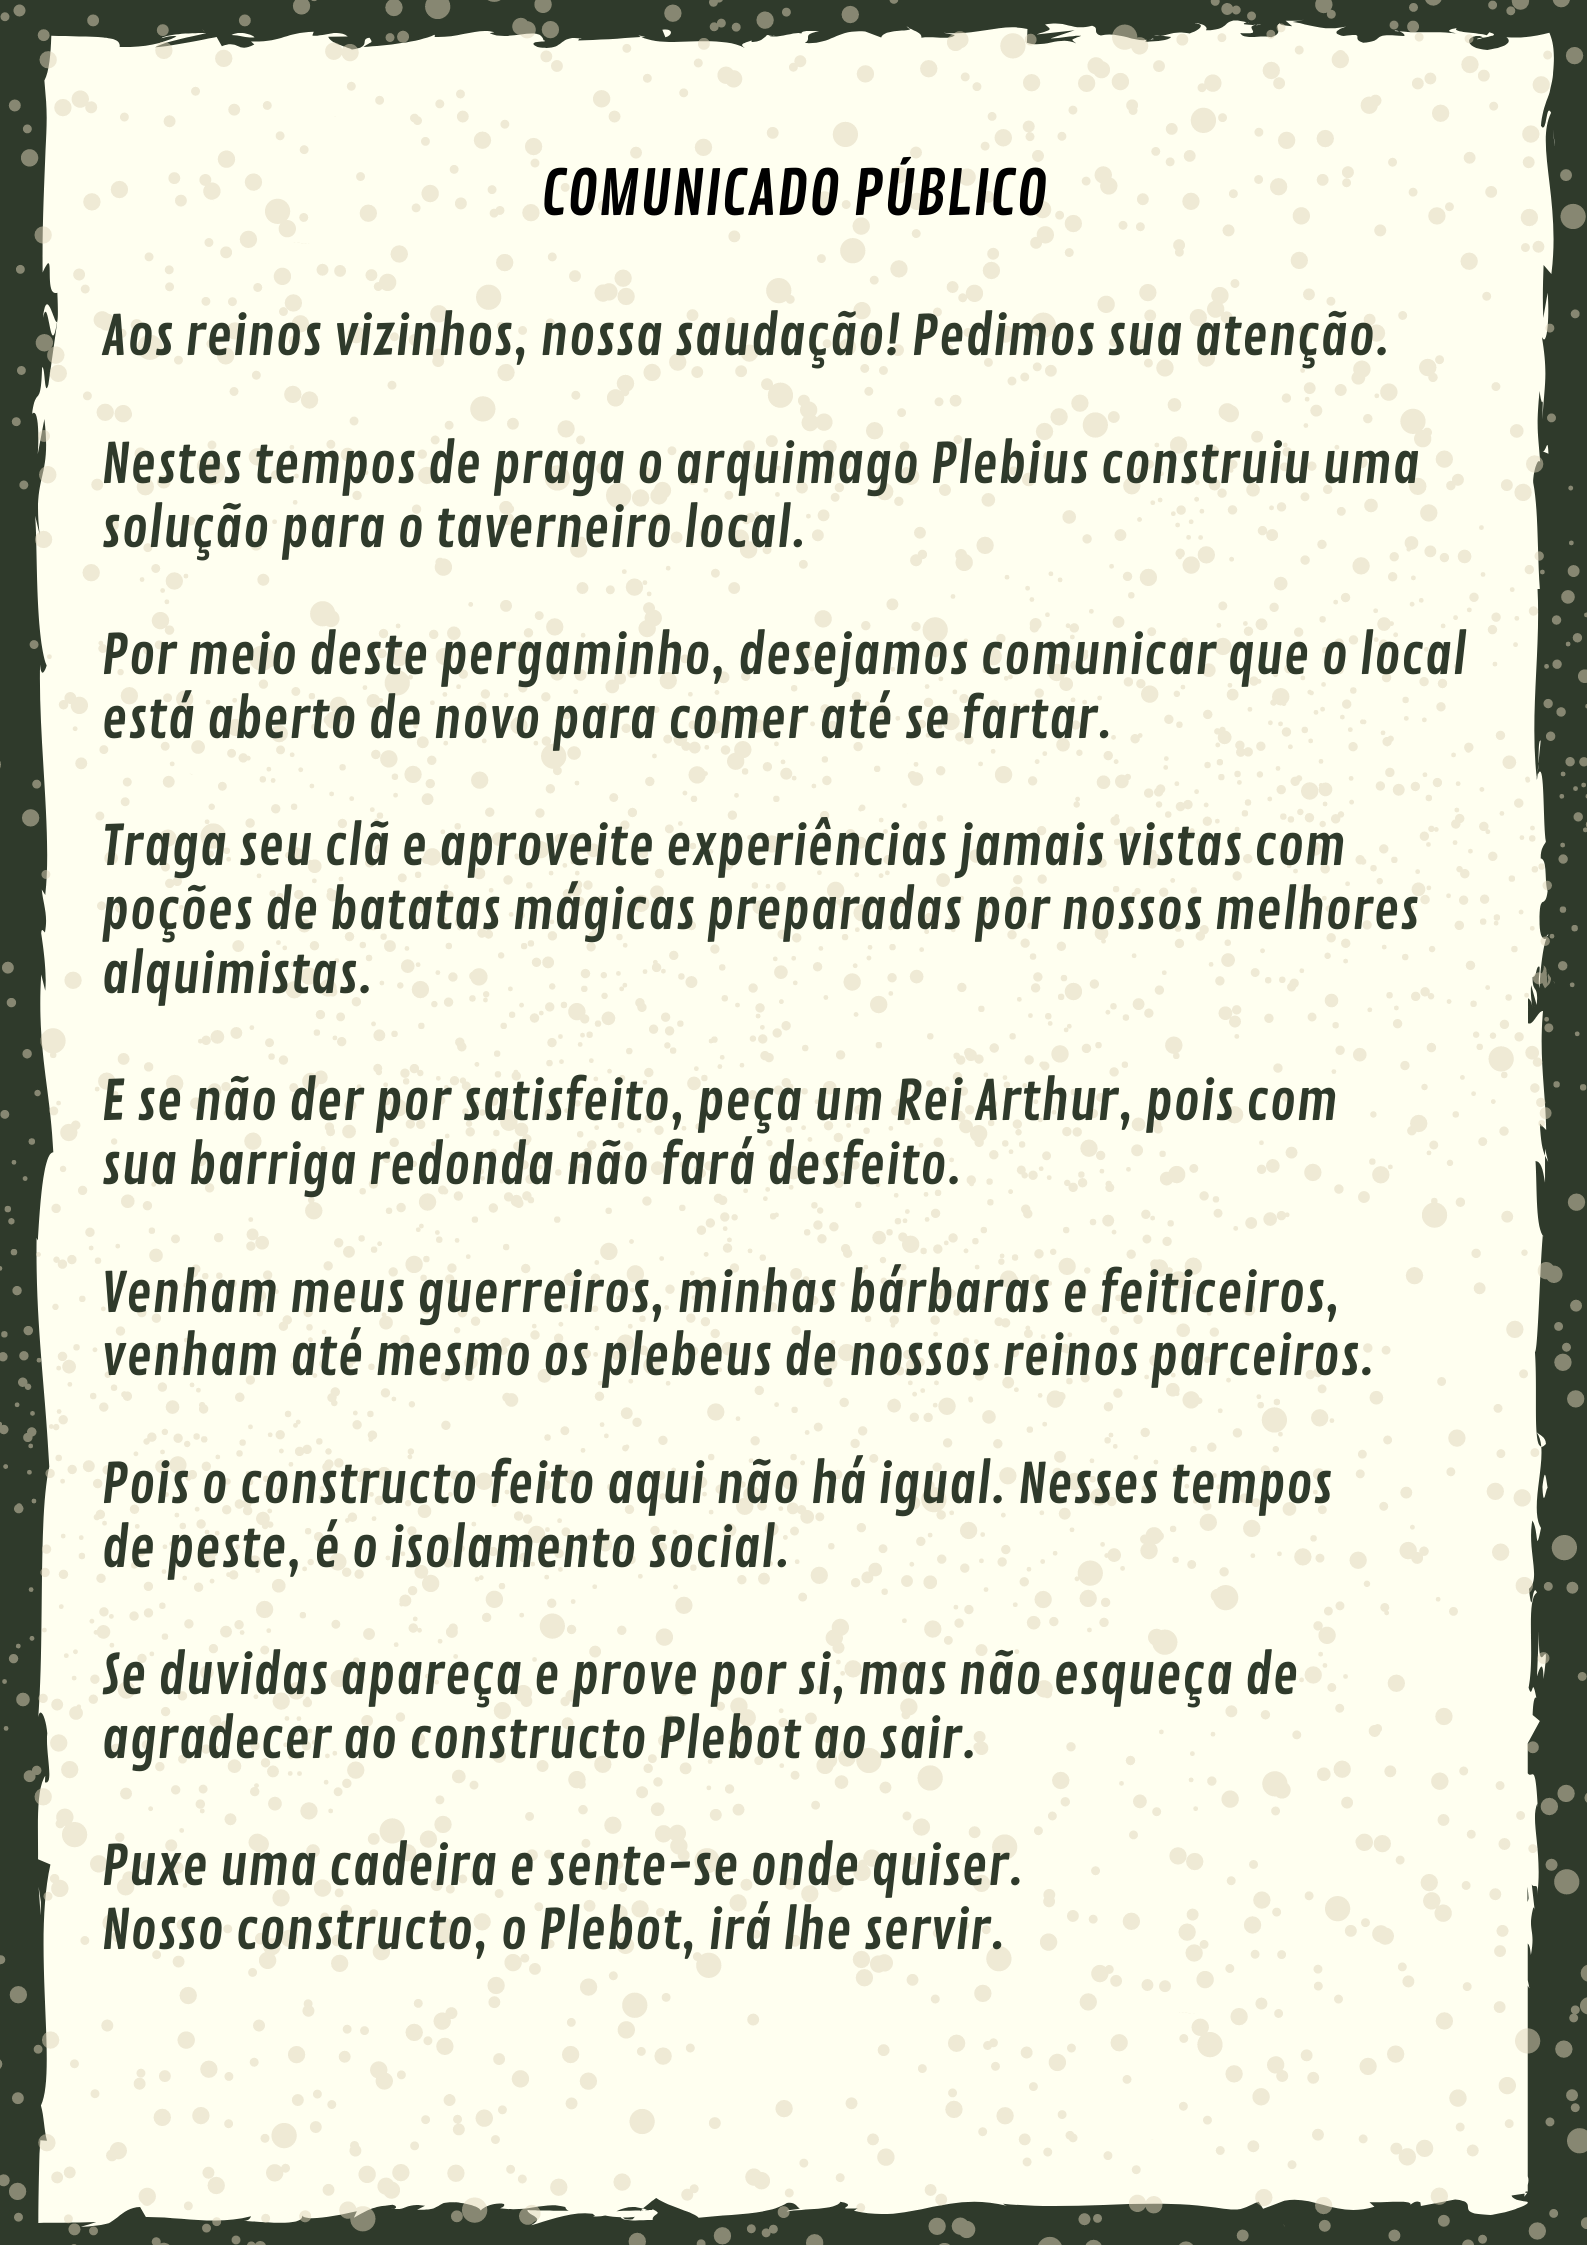 COMUNICADO PÚBLICO
Aos reinos vizinhos, nossa saudação! Pedimos sua atenção.
Nestes tempos de praga o arquimago Plebius construiu uma
solução para o taverneiro local.
Por meio deste pergaminho, desejamos comunicar que o local
está aberto de novo para comer até se fartar.
Traga seu clã e aproveite experiências jamais vistas com
poções de batatas mágicas preparadas por nossos melhores
alquimistas.
E se não der por satisfeito, peça um Rei Arthur, pois com
sua barriga redonda não fará desfeito.
Venham meus guerreiros, minhas bárbaras e feiticeiros,
venham até mesmo os plebeus de nossos reinos parceiros.
Pois o constructo feito aqui não há igual. Nesses tempos
de peste, é o isolamento social.
Se duvidas apareça e prove por si, mas não esqueça de
agradecer ao constructo Plebot ao sair.
Puxe uma cadeira e sente-se onde quiser.
Nosso constructo, o Plebot, irá lhe servir.